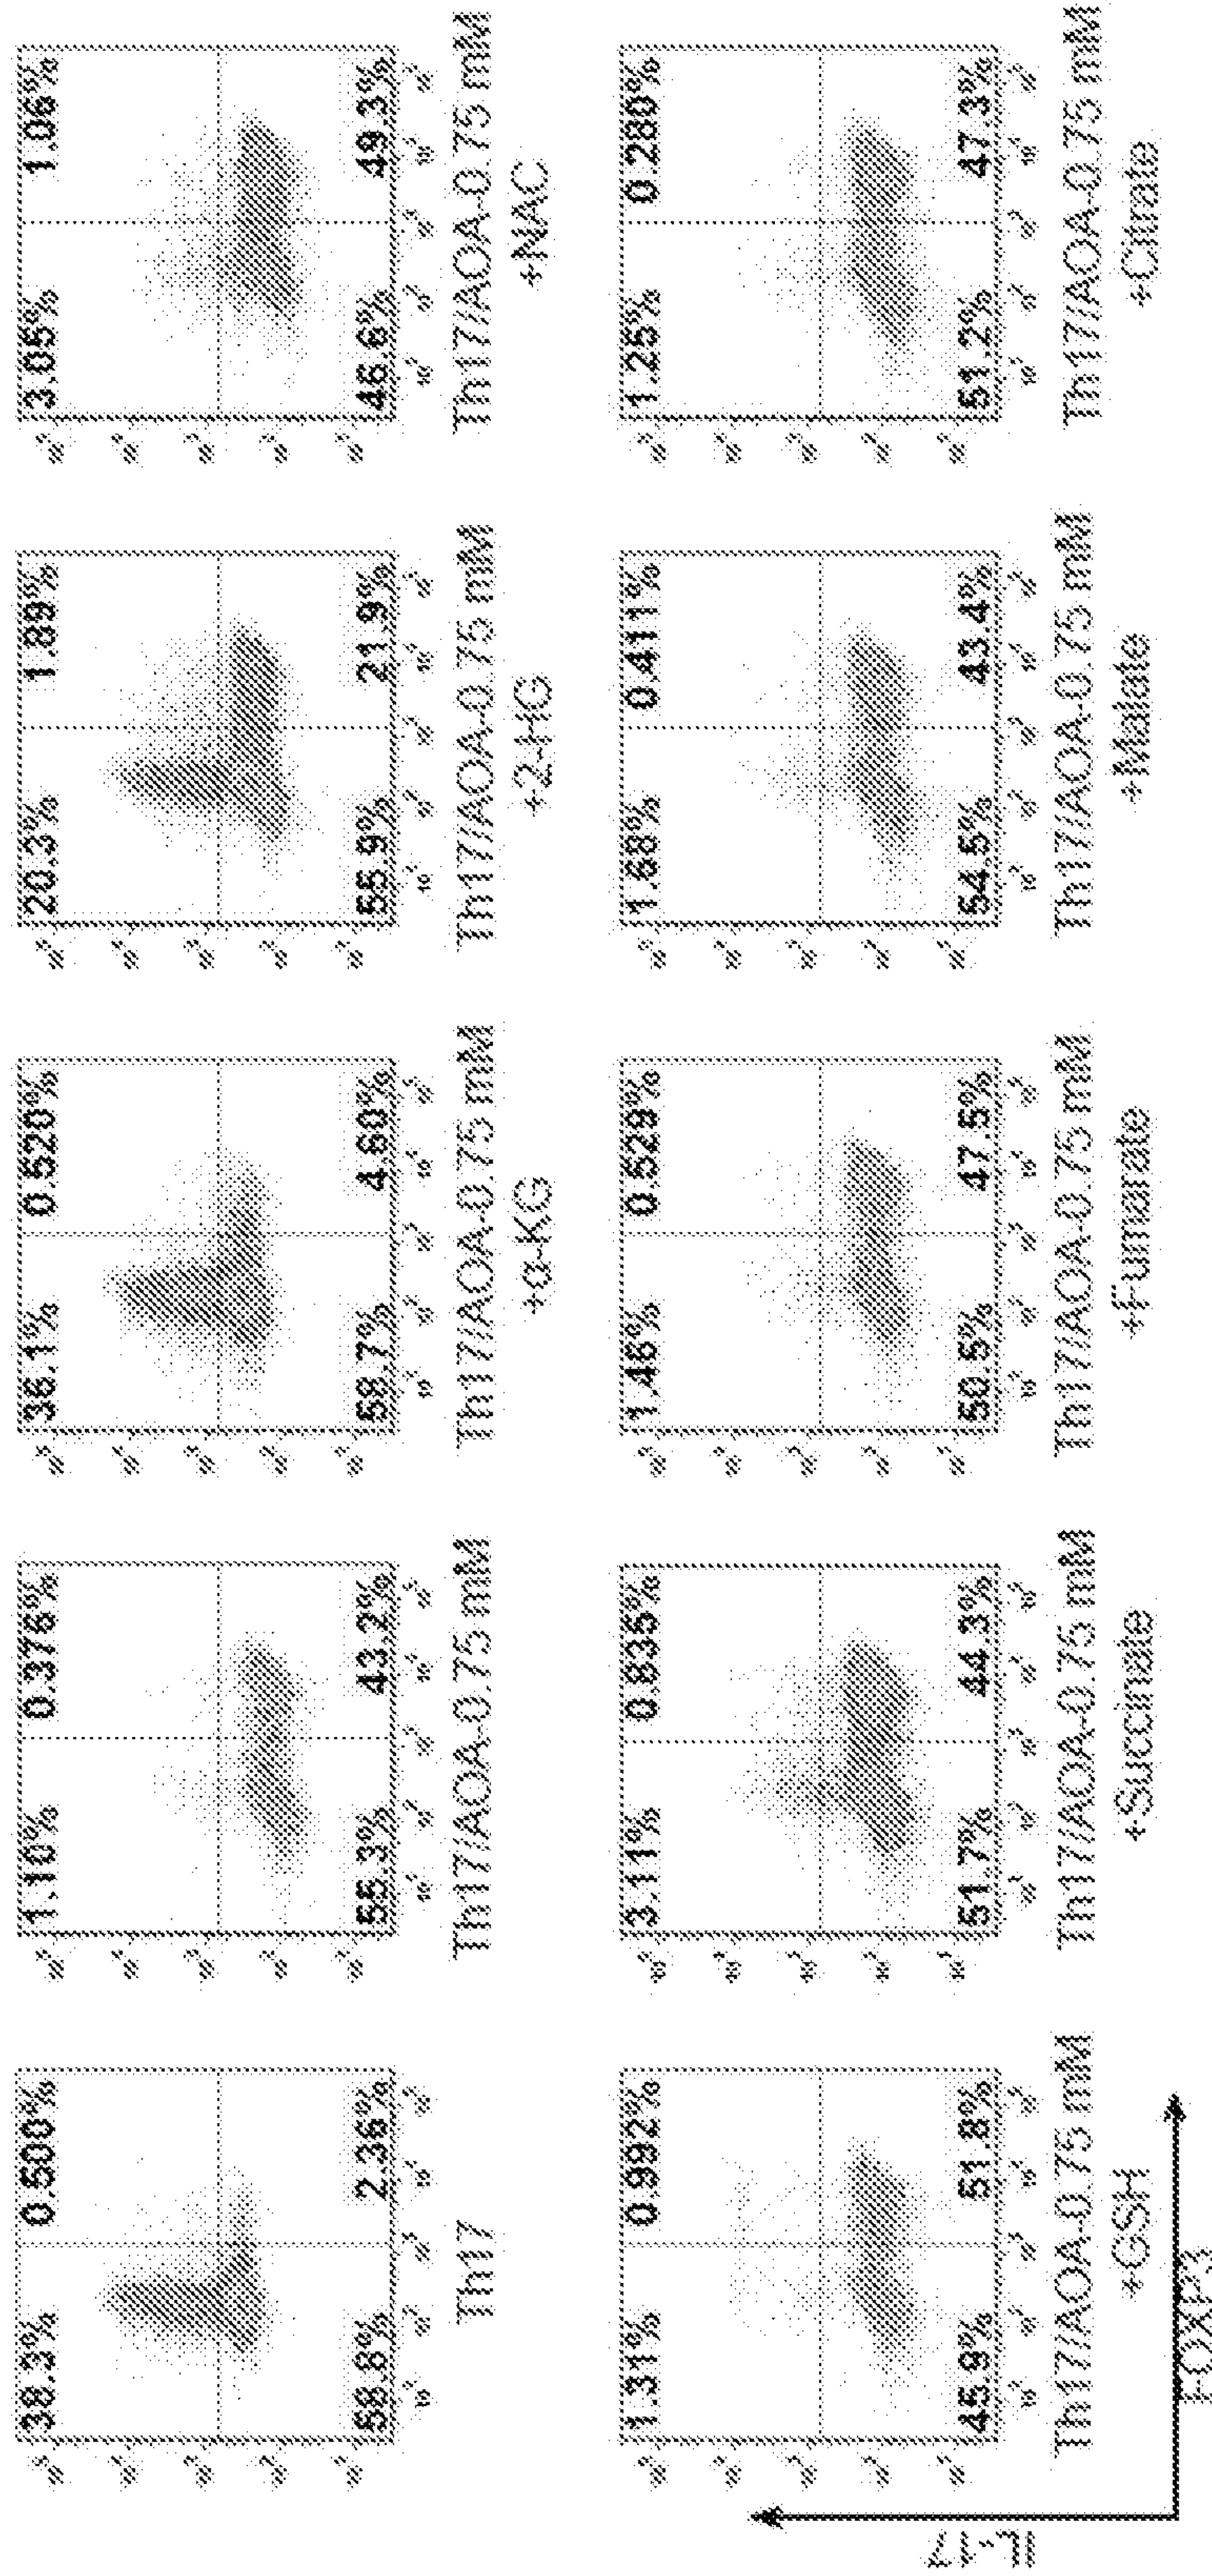 38.3% 0.508%
58.8% 2.36%
Th17
1.10% 0.376%
55.3% 43.2%
Th17/AOA-0.75 mM
36.1% 0.520%
58.7% 4.60%
Th17/AOA-0.75 mM
+α-KG
20.3% 1.89%
55.9% 21.9%
Th17/AOA-0.75 mM
+2-HG
3.05% 1.06%
46.6% 49.3%
Th17/AOA-0.75 mM
+NAC
1.31% 0.992%
45.9% 51.8%
Th17/AOA-0.75 mM
+GSH
3.11% 0.835%
51.7% 44.3%
Th17/AOA-0.75 mM
+Succinate
1.46% 0.529%
50.5% 47.5%
Th17/AOA-0.75 mM
+Fumarate
1.68% 0.411%
54.5% 43.4%
Th17/AOA-0.75 mM
+Malate
1.25% 0.280%
51.2% 47.3%
Th17/AOA-0.75 mM
+Citrate
IL-17
FOXP3